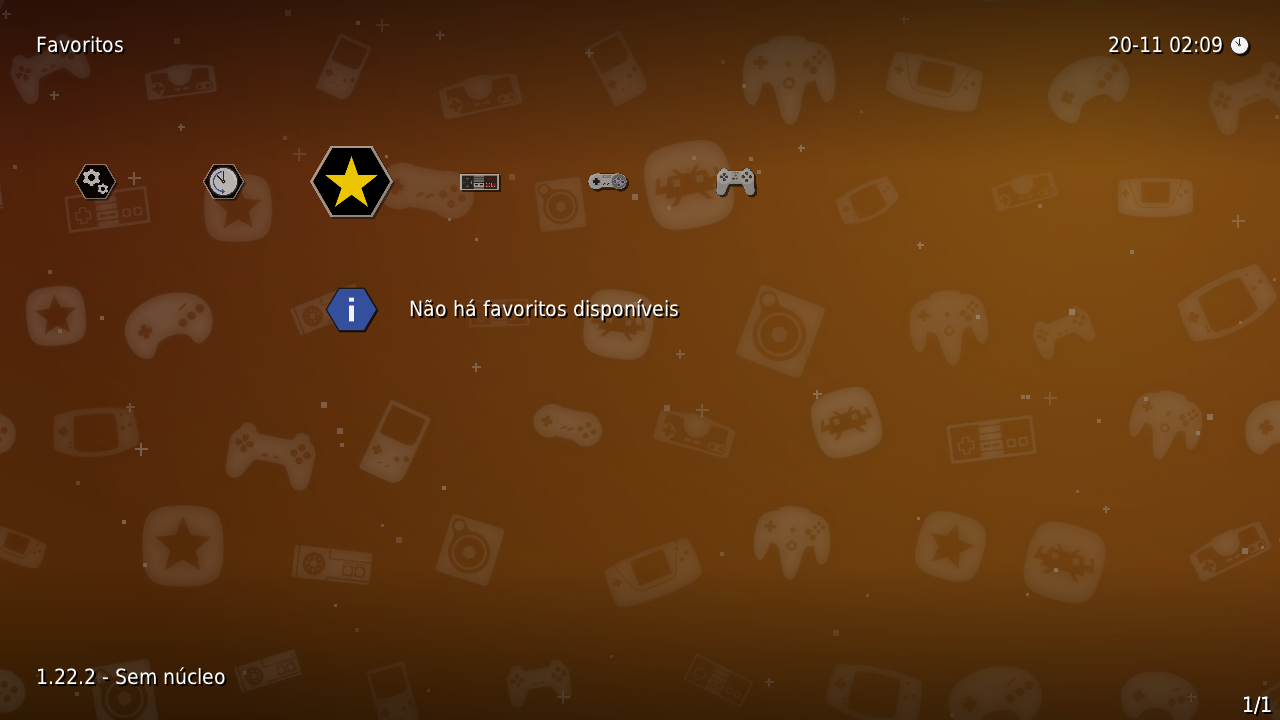 Favoritos
20-11 02:09
Não há favoritos disponíveis
1.22.2 - Sem núcleo
1/1